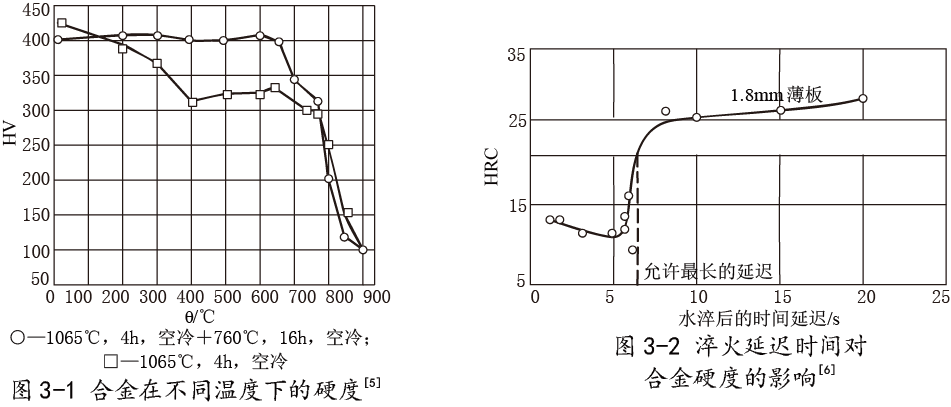 450
400
350
300
250
200
150
100
50
HV
0 100 200 300 400 500 600 700 800 900
θ/℃
○—1065℃, 4h, 空冷+760℃, 16h, 空冷;
□—1065℃, 4h, 空冷
图 3-1 合金在不同温度下的硬度[5]
35
25
15
5
HRC
1.8mm薄板
允许最长的延迟
0 5 10 15 20 25
水淬后的时间延迟/s
图 3-2 淬火延迟时间对
合金硬度的影响[6]